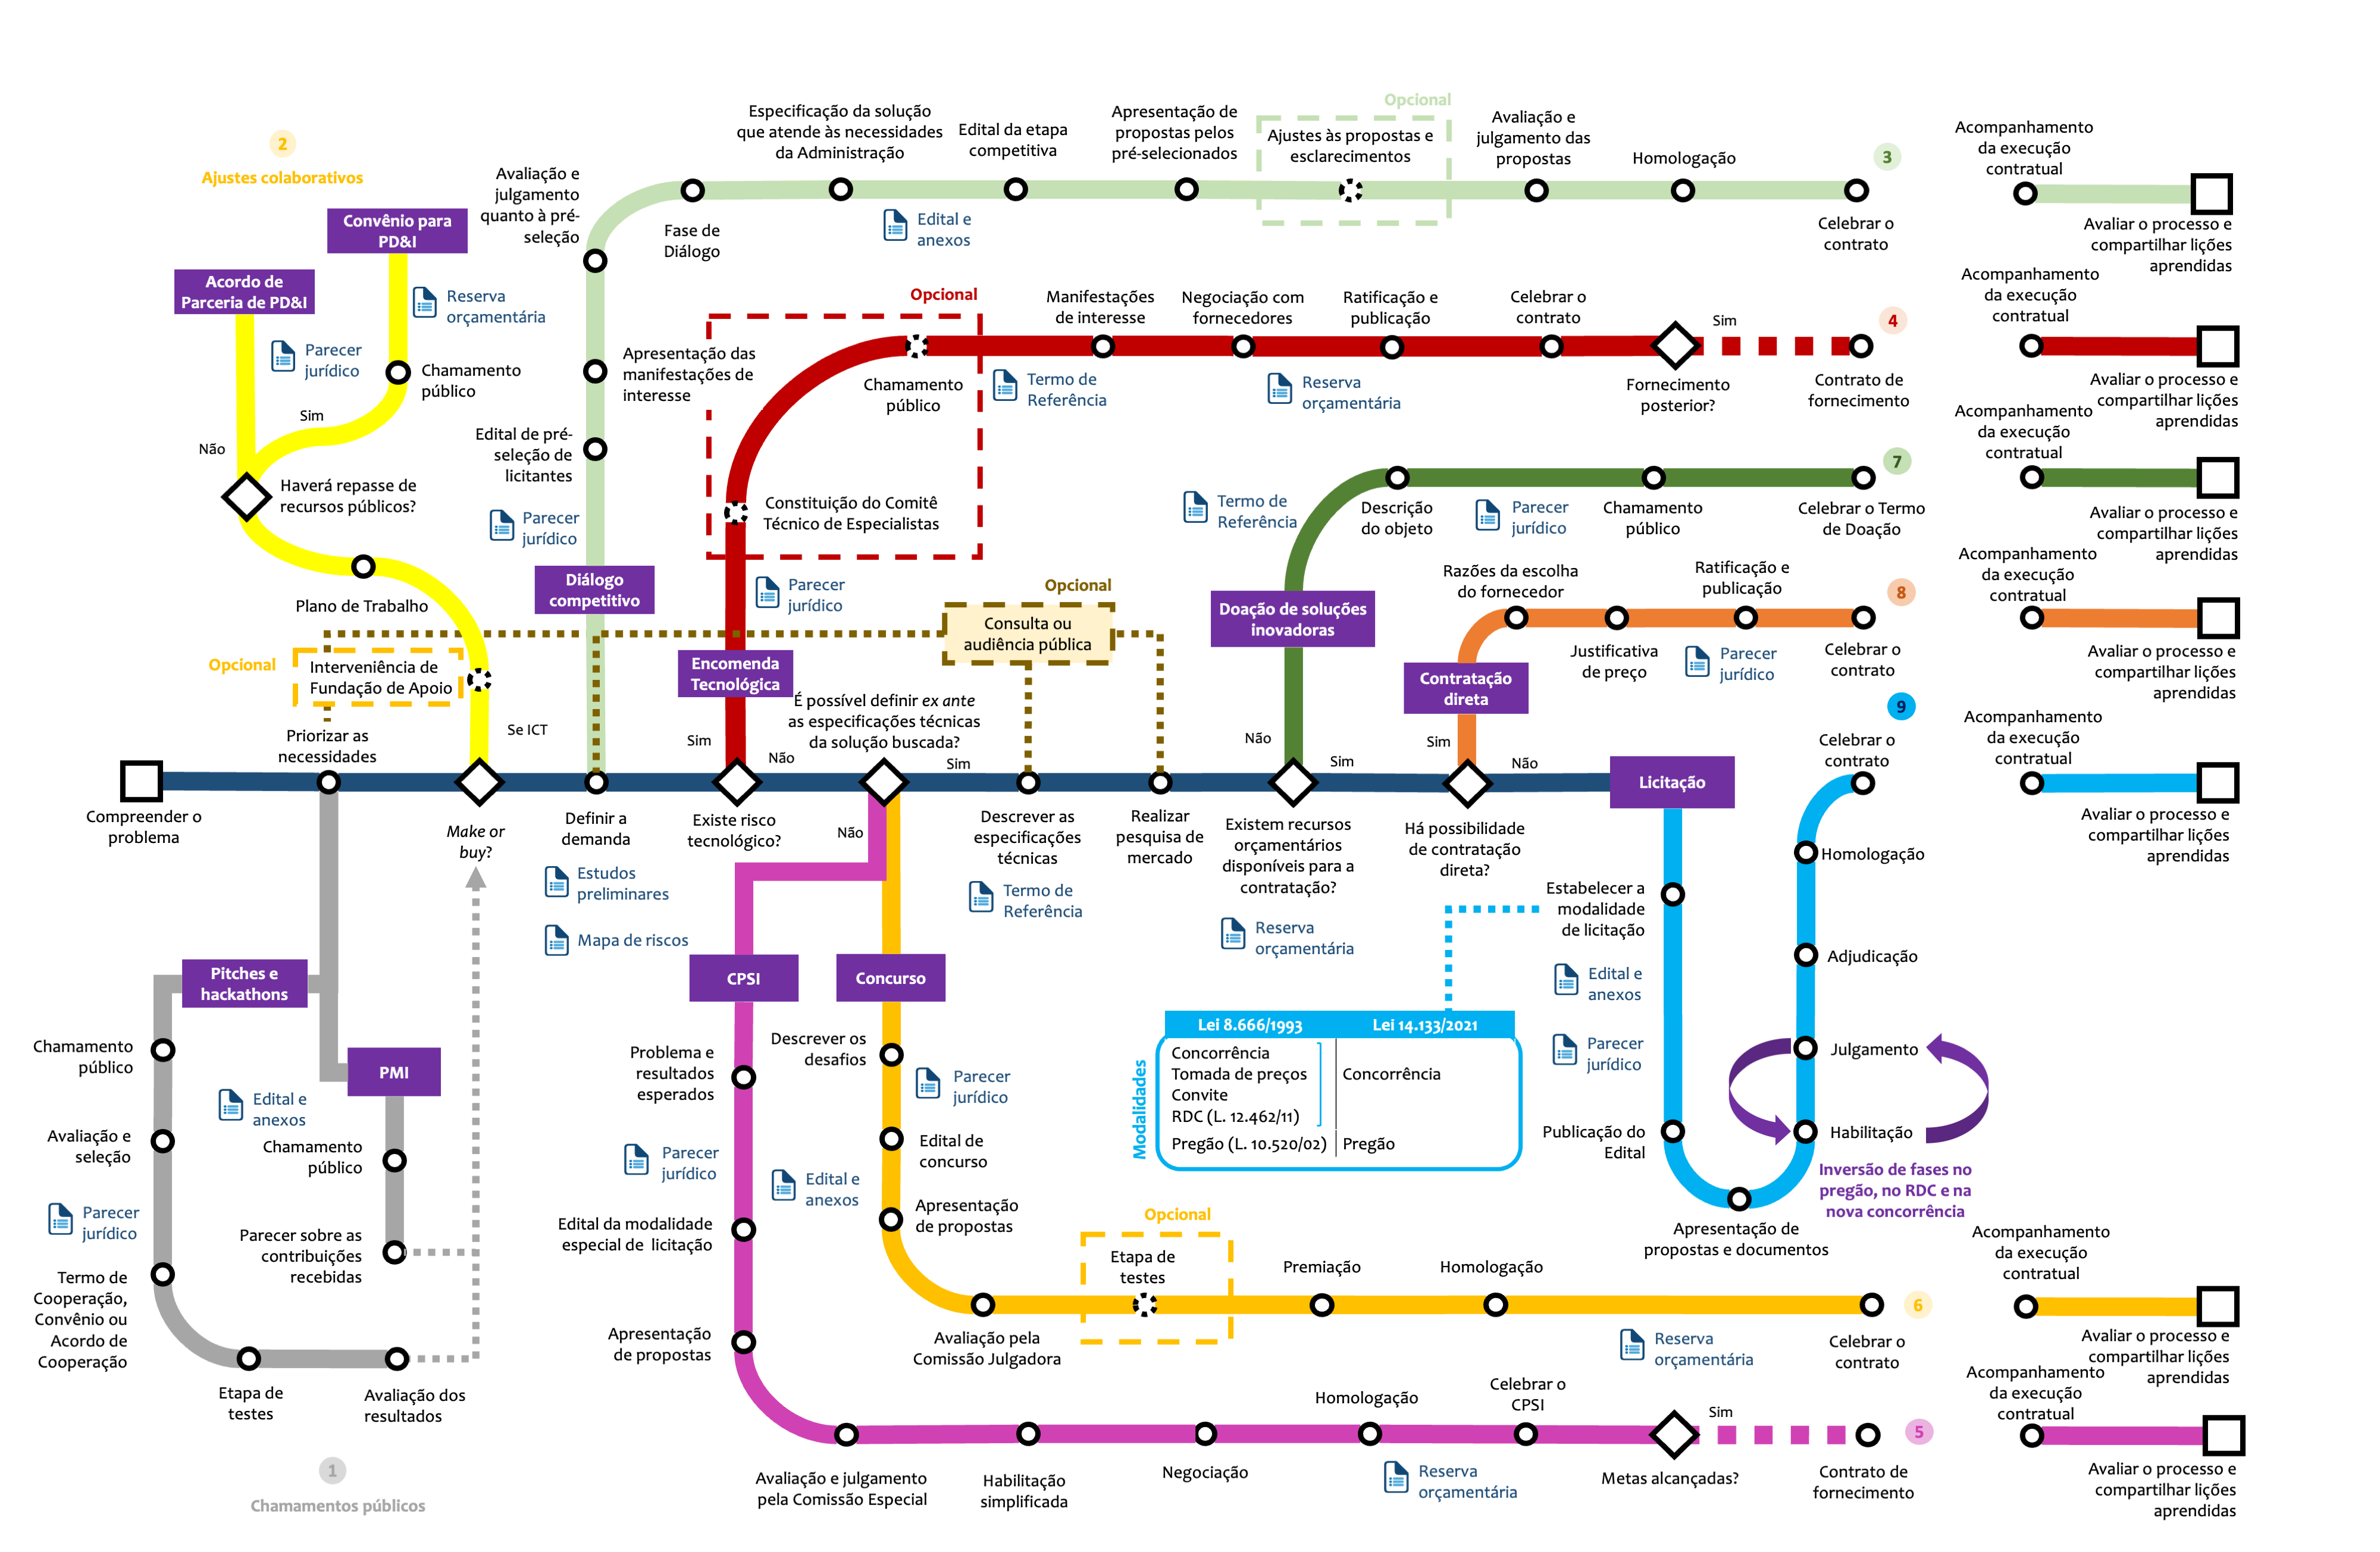 2
Ajustes colaborativos
Convênio para
PD&I
Acordo de
Parceria de PD&I
Reserva
orçamentária
Parecer
jurídico
Chamamento
público
Sim
Não
Haverá repasse de
recursos públicos?
Plano de Trabalho
Opcional
Interveniência de
Fundação de Apoio
Se ICT
Priorizar as
necessidades
Compreender o
problema
Make or
buy?
Avaliação e
julgamento
quanto à pré-
seleção
Fase de
Diálogo
Especificação da solução
que atende às necessidades
da Administração
Edital e
anexos
Edital da etapa
competitiva
Apresentação de
propostas pelos
pré-selecionados
Opcional
Ajustes às propostas e
esclarecimentos
Avaliação e
julgamento das
propostas
Homologação
3
Celebrar o
contrato
Acompanhamento
da execução
contratual
Avaliar o processo e
compartilhar lições
aprendidas
Apresentação das
manifestações de
interesse
Edital de pré-
seleção de
licitantes
Parecer
jurídico
Diálogo
competitivo
Opcional
Chamamento
público
Constituição do Comitê
Técnico de Especialistas
Parecer
jurídico
Encomenda
Tecnológica
Manifestações
de interesse
Termo de
Referência
Negociação com
fornecedores
Reserva
orçamentária
Ratificação e
publicação
Celebrar o
contrato
Sim
Fornecimento
posterior?
4
Contrato de
fornecimento
Acompanhamento
da execução
contratual
Avaliar o processo e
compartilhar lições
aprendidas
Termo de
Referência
Descrição
do objeto
Parecer
jurídico
Chamamento
público
7
Celebrar o Termo
de Doação
Acompanhamento
da execução
contratual
Avaliar o processo e
compartilhar lições
aprendidas
Doação de soluções
inovadoras
Opcional
Consulta ou
audiência pública
Razões da escolha
do fornecedor
Justificativa
de preço
Ratificação e
publicação
Parecer
jurídico
8
Celebrar o
contrato
Acompanhamento
da execução
contratual
Avaliar o processo e
compartilhar lições
aprendidas
Contratação
direta
Definir a
demanda
Estudos
preliminares
Mapa de riscos
Sim
Não
Existe risco
tecnológico?
É possível definir ex ante
as especificações técnicas
da solução buscada?
Sim
Não
Descrever as
especificações
técnicas
Termo de
Referência
Realizar
pesquisa de
mercado
Não
Sim
Existem recursos
orçamentários
disponíveis para a
contratação?
Reserva
orçamentária
Sim
Não
Há possibilidade
de contratação
direta?
Licitação
Estabelecer a
modalidade
de licitação
Edital e
anexos
Parecer
jurídico
Publicação do
Edital
Apresentação de
propostas e documentos
Habilitação
Julgamento
Inversão de fases no
pregão, no RDC e na
nova concorrência
Adjudicação
Homologação
9
Celebrar o
contrato
Acompanhamento
da execução
contratual
Avaliar o processo e
compartilhar lições
aprendidas
Modalidades
Lei 8.666/1993
Lei 14.133/2021
Concorrência
Tomada de preços
Convite
RDC (L. 12.462/11)
Concorrência
Pregão (L. 10.520/02)
Pregão
Pitches e
hackathons
Chamamento
público
Avaliação e
seleção
Parecer
jurídico
Termo de
Cooperação,
Convênio ou
Acordo de
Cooperação
Etapa de
testes
Avaliação dos
resultados
PMI
Edital e
anexos
Chamamento
público
Parecer sobre as
contribuições
recebidas
1
Chamamentos públicos
CPSI
Problema e
resultados
esperados
Parecer
jurídico
Edital da modalidade
especial de licitação
Apresentação
de propostas
Avaliação e julgamento
pela Comissão Especial
Habilitação
simplificada
Negociação
Homologação
Reserva
orçamentária
Celebrar o
CPSI
Sim
Metas alcançadas?
5
Contrato de
fornecimento
Acompanhamento
da execução
contratual
Avaliar o processo e
compartilhar lições
aprendidas
Concurso
Descrever os
desafios
Parecer
jurídico
Edital de
concurso
Edital e
anexos
Apresentação
de propostas
Avaliação pela
Comissão Julgadora
Opcional
Etapa de
testes
Premiação
Homologação
Reserva
orçamentária
6
Celebrar o
contrato
Acompanhamento
da execução
contratual
Avaliar o processo e
compartilhar lições
aprendidas